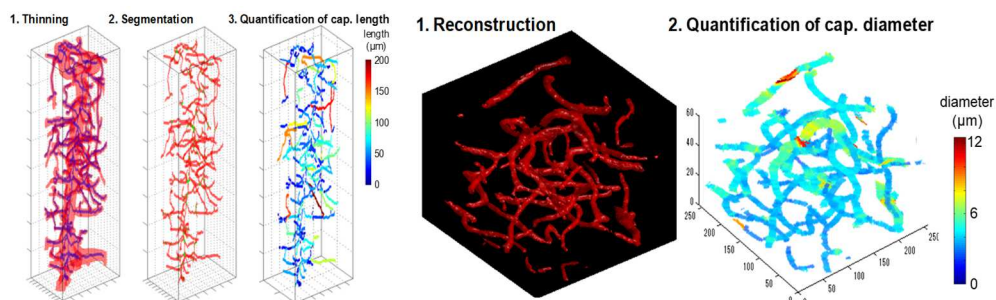 1. Thinning
2. Segmentation
3. Quantification of cap. length
length
(μm)
200
150
100
50
0
1. Reconstruction
2. Quantification of cap. diameter
60
40
20
0
250
200
150
100
50
0
50
100
150
200
diameter
(μm)
12
6
0